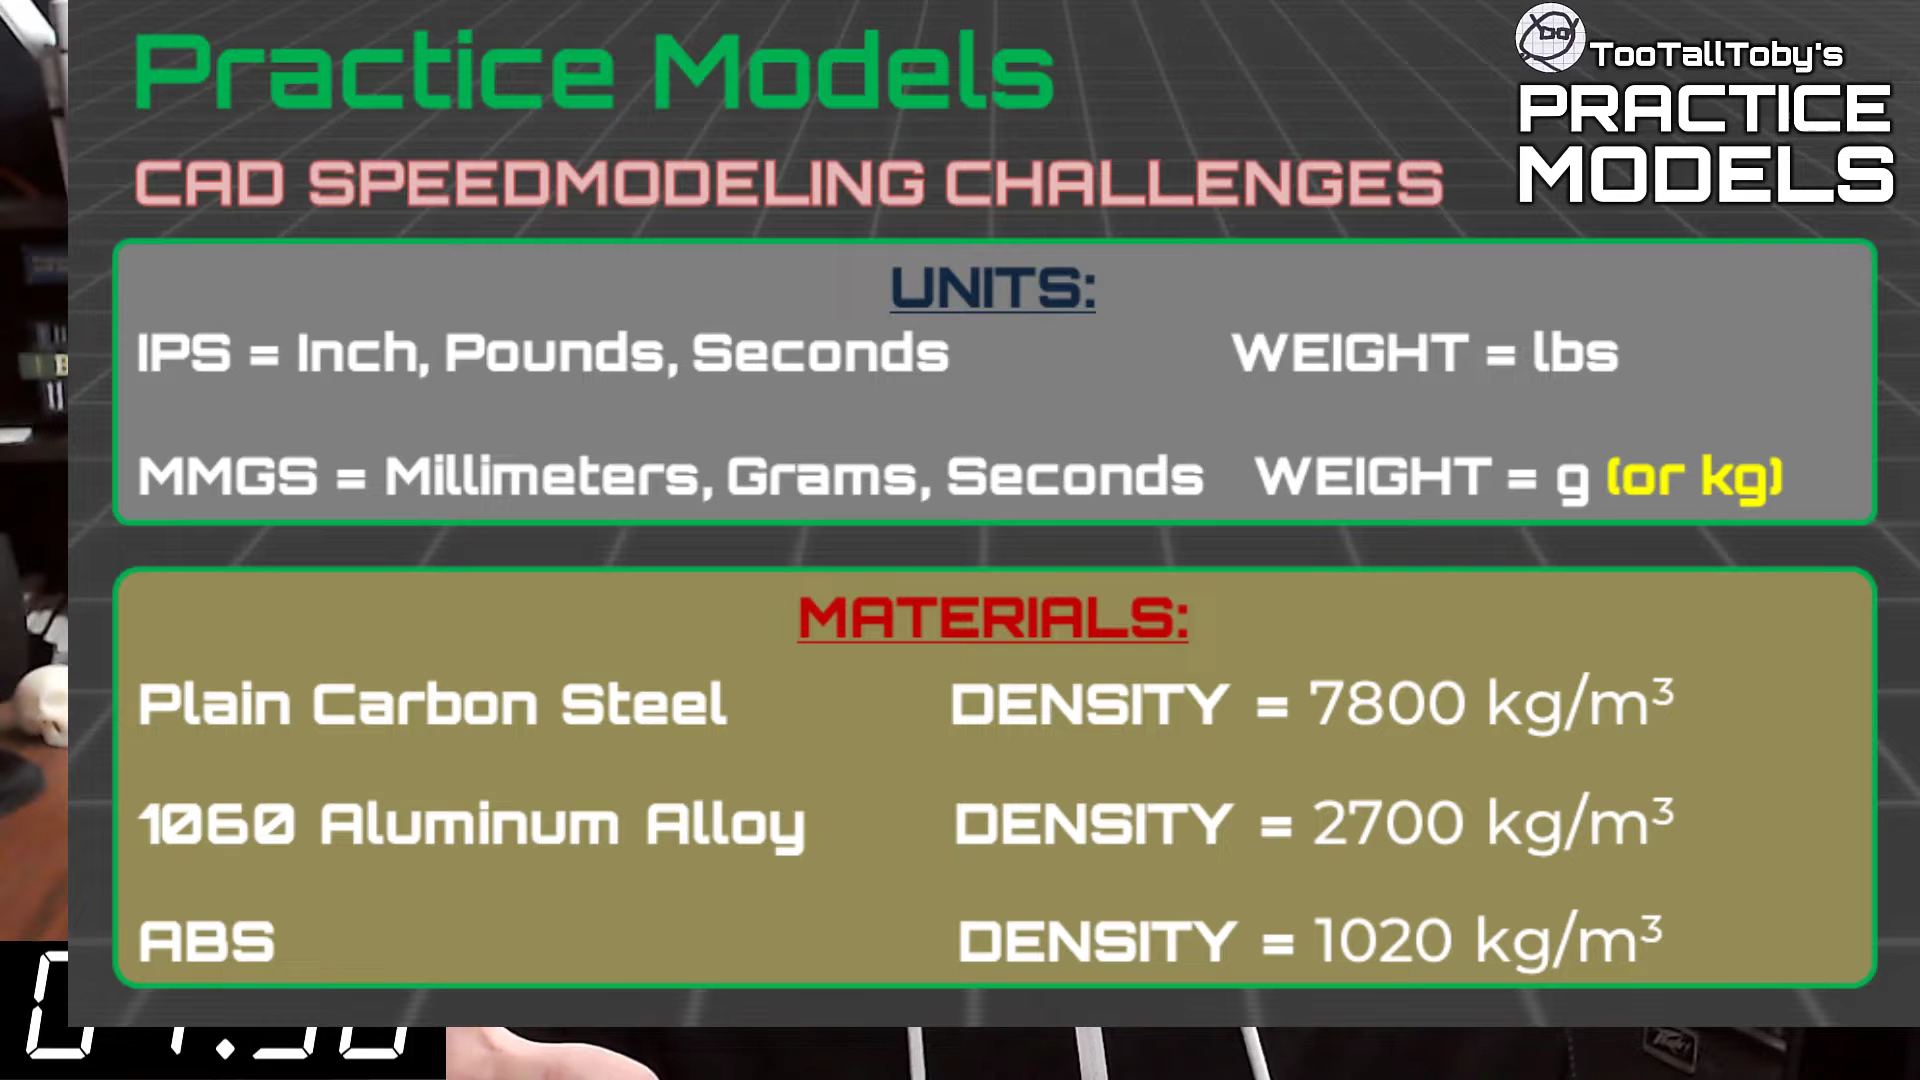 Practice Models
TooTallToby's
PRACTICE
MODELS
CAD SPEEDMODELING CHALLENGES
UNITS:
IPS = Inch, Pounds, Seconds WEIGHT = lbs
MMGS = Millimeters, Grams, Seconds WEIGHT = g (or kg)
MATERIALS:
Plain Carbon Steel DENSITY = 7800 kg/m³
1060 Aluminum Alloy DENSITY = 2700 kg/m³
ABS DENSITY = 1020 kg/m³